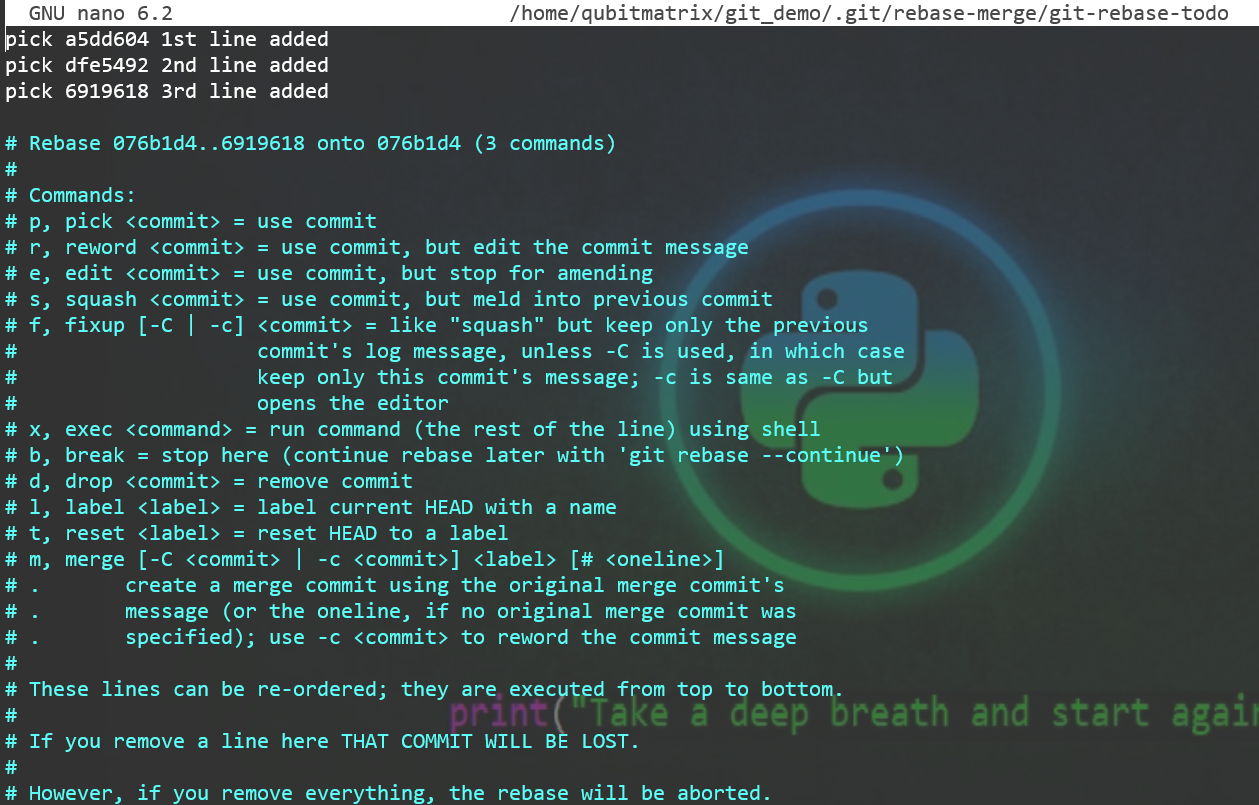 GNU nano 6.2 /home/qubitmatrix/git_demo/.git/rebase-merge/git-rebase-todo
pick a5dd604 1st line added
pick dfe5492 2nd line added
pick 6919618 3rd line added
# Rebase 076b1d4..6919618 onto 076b1d4 (3 commands)
#
# Commands:
# p, pick <commit> = use commit
# r, reword <commit> = use commit, but edit the commit message
# e, edit <commit> = use commit, but stop for amending
# s, squash <commit> = use commit, but meld into previous commit
# f, fixup [-C | -c] <commit> = like "squash" but keep only the previous
#                    commit's log message, unless -C is used, in which case
#                    keep only this commit's message; -c is same as -C but
#                    opens the editor
# x, exec <command> = run command (the rest of the line) using shell
# b, break = stop here (continue rebase later with 'git rebase --continue')
# d, drop <commit> = remove commit
# l, label <label> = label current HEAD with a name
# t, reset <label> = reset HEAD to a label
# m, merge [-C <commit> | -c <commit>] <label> [# <oneline>]
# .       create a merge commit using the original merge commit's
# .       message (or the oneline, if no original merge commit was
# .       specified); use -c <commit> to reword the commit message
#
# These lines can be re-ordered; they are executed from top to bottom.
print("Take a deep breath and start again
#
# If you remove a line here THAT COMMIT WILL BE LOST.
#
# However, if you remove everything, the rebase will be aborted.